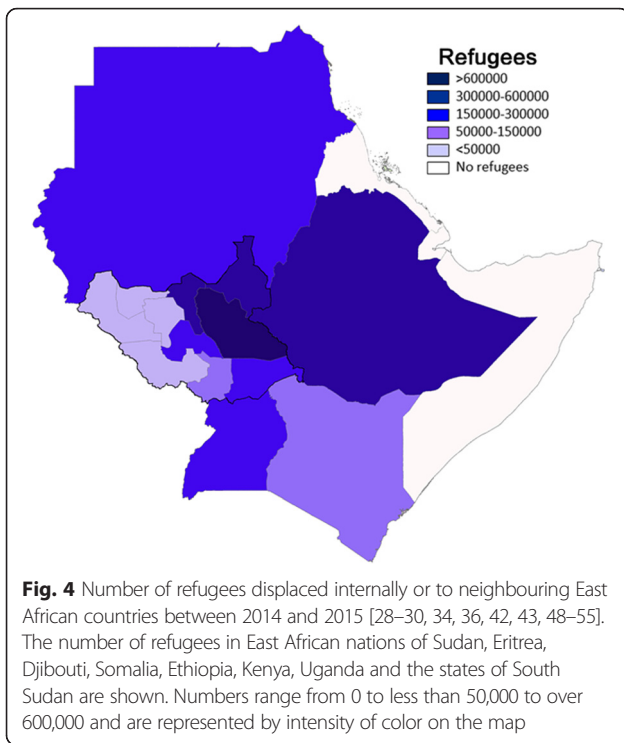 Refugees
>600000
300000-600000
150000-300000
50000-150000
<50000
No refugees
Fig. 4 Number of refugees displaced internally or to neighbouring East
African countries between 2014 and 2015 [28–30, 34, 36, 42, 43, 48–55].
The number of refugees in East African nations of Sudan, Eritrea,
Djibouti, Somalia, Ethiopia, Kenya, Uganda and the states of South
Sudan are shown. Numbers range from 0 to less than 50,000 to over
600,000 and are represented by intensity of color on the map